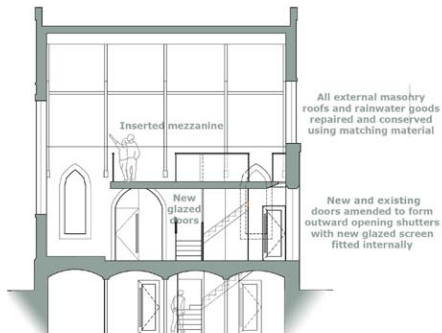 All external masonry
roofs and rainwater goods
repaired and conserved
using matching material
Inserted mezzanine
New
glazed
doors
New and existing
doors amended to form
outward opening shutters
with new glazed screen
fitted internally